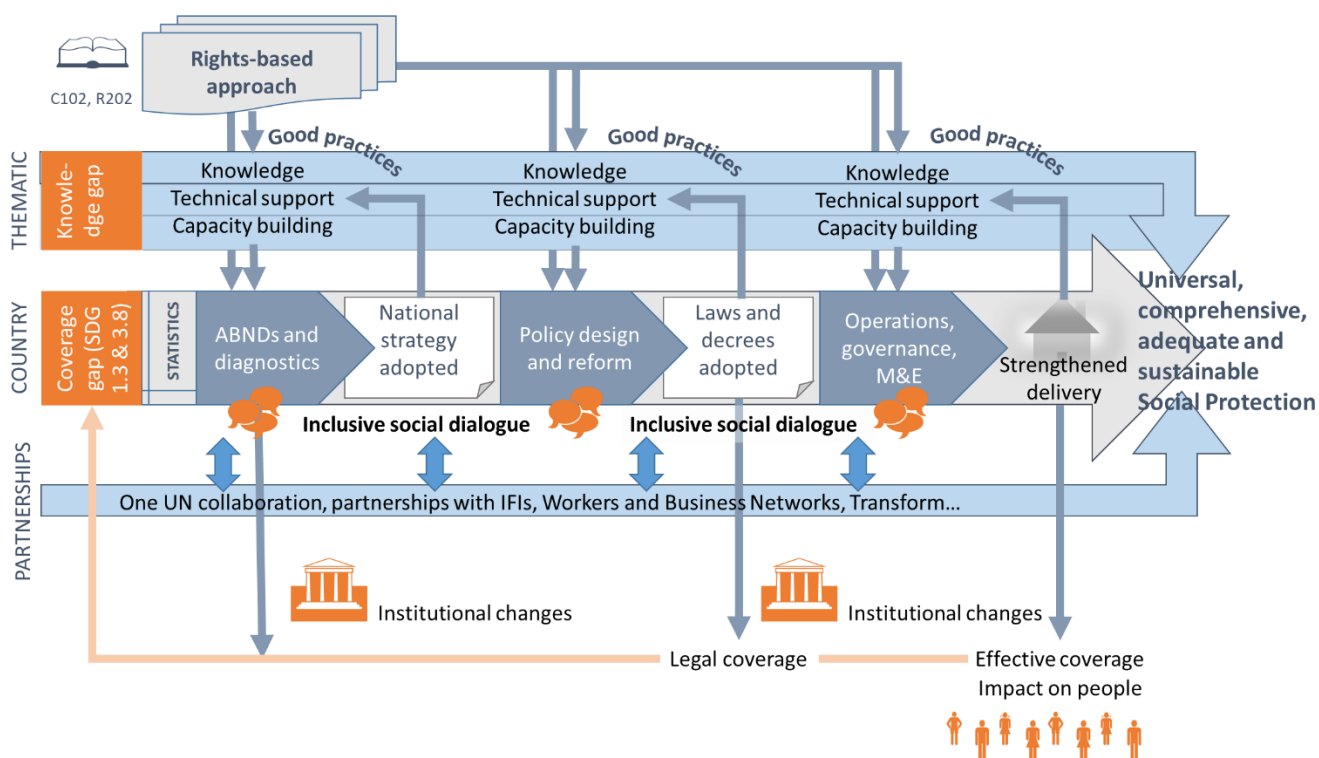 Rights-based
approach
C102, R202
Good practices
Good practices
Good practices
THEMATIC
Knowle-
dge gap
Knowledge
Technical support
Capacity building
Knowledge
Technical support
Capacity building
Knowledge
Technical support
Capacity building
COUNTRY
Coverage
gap (SDG
1.3 & 3.8)
STATISTICS
ABNDs and
diagnostics
National
strategy
adopted
Policy design
and reform
Laws and
decrees
adopted
Operations,
governance,
M&E
Strengthened
delivery
Universal,
comprehensive,
adequate and
sustainable
Social Protection
Inclusive social dialogue
Inclusive social dialogue
PARTNERSHIPS
One UN collaboration, partnerships with IFIs, Workers and Business Networks, Transform…
Institutional changes
Institutional changes
Legal coverage
Effective coverage
Impact on people